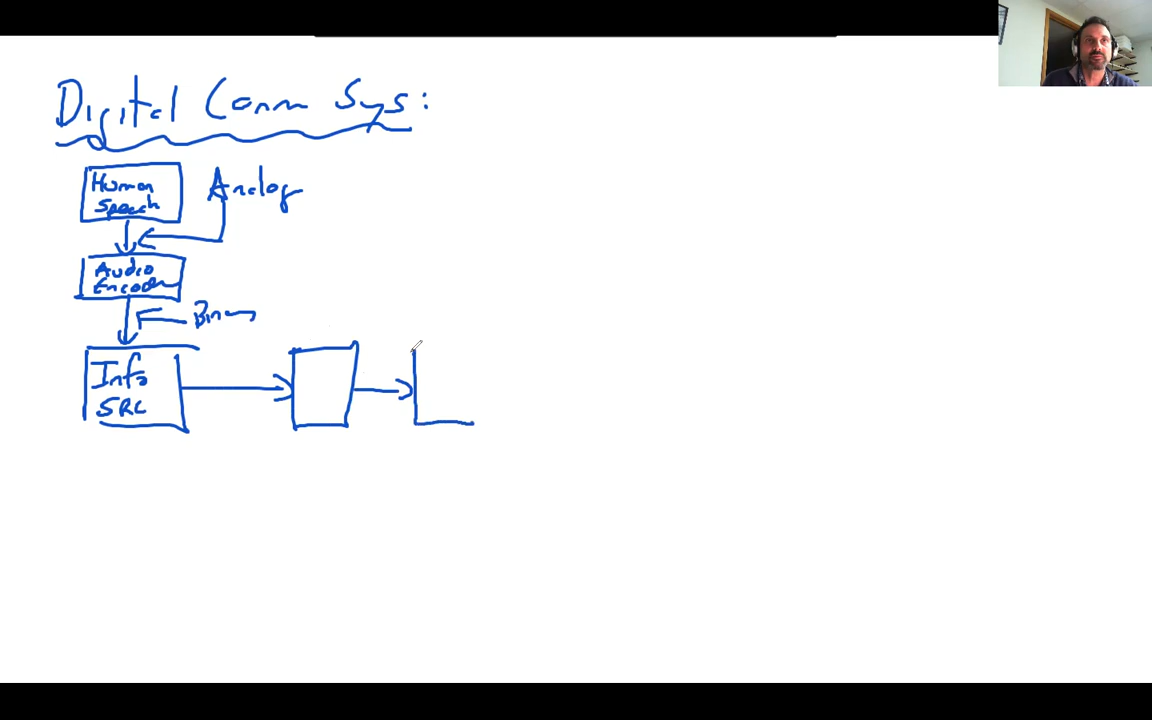 Digital Comm Sys:
Human
Speech
Analog
Audio
Encoder
Binary
Info
SRC